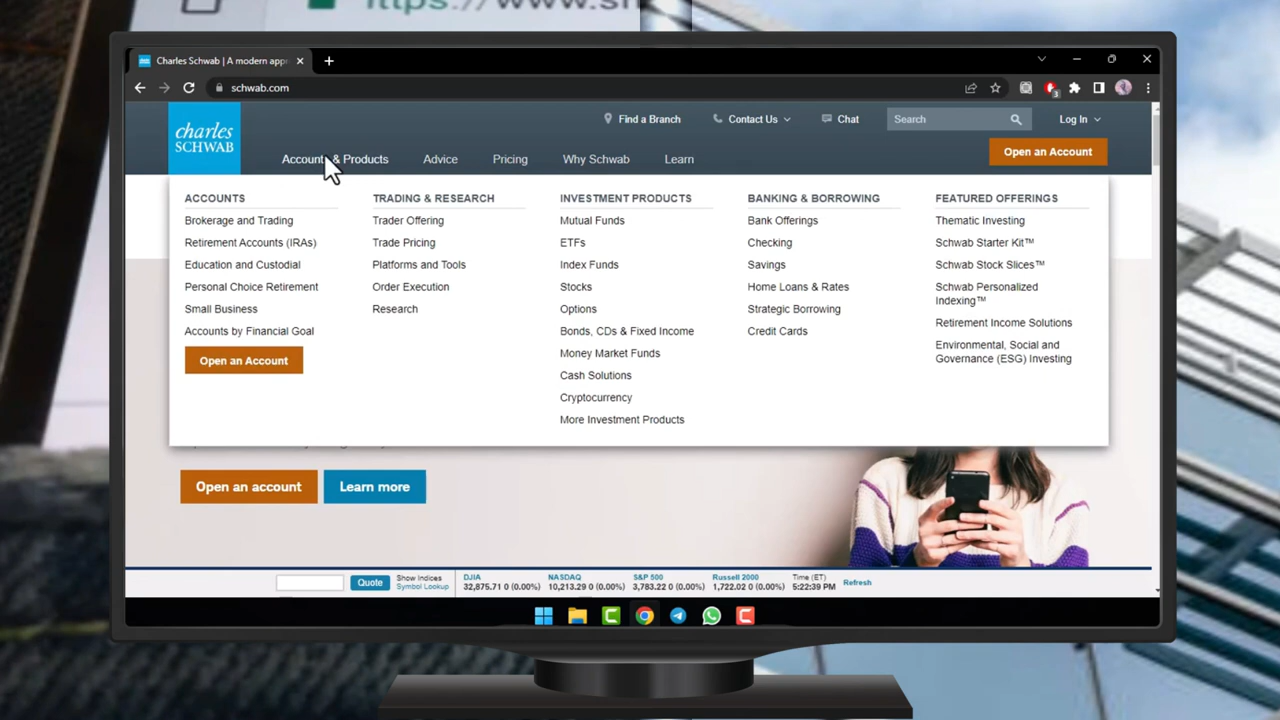 https://www.sh
Charles Schwab | A modern appr
schwab.com
3
charles
SCHWAB
Find a Branch
Contact Us
Chat
Search
Log In
Accounts & Products
Advice
Pricing
Why Schwab
Learn
Open an Account
ACCOUNTS
Brokerage and Trading
Retirement Accounts (IRAs)
Education and Custodial
Personal Choice Retirement
Small Business
Accounts by Financial Goal
Open an Account
TRADING & RESEARCH
Trader Offering
Trade Pricing
Platforms and Tools
Order Execution
Research
INVESTMENT PRODUCTS
Mutual Funds
ETFs
Index Funds
Stocks
Options
Bonds, CDs & Fixed Income
Money Market Funds
Cash Solutions
Cryptocurrency
More Investment Products
BANKING & BORROWING
Bank Offerings
Checking
Savings
Home Loans & Rates
Strategic Borrowing
Credit Cards
FEATURED OFFERINGS
Thematic Investing
Schwab Starter Kit™
Schwab Stock Slices™
Schwab Personalized
Indexing™
Retirement Income Solutions
Environmental, Social and
Governance (ESG) Investing
Open an account
Learn more
Quote
Show Indices
Symbol Lookup
DJIA
32,875.71 0 (0.00%)
NASDAQ
10,213.29 0 (0.00%)
S&P 500
3,783.22 0 (0.00%)
Russell 2000
1,722.02 0 (0.00%)
Time (ET)
5:22:39 PM
Refresh